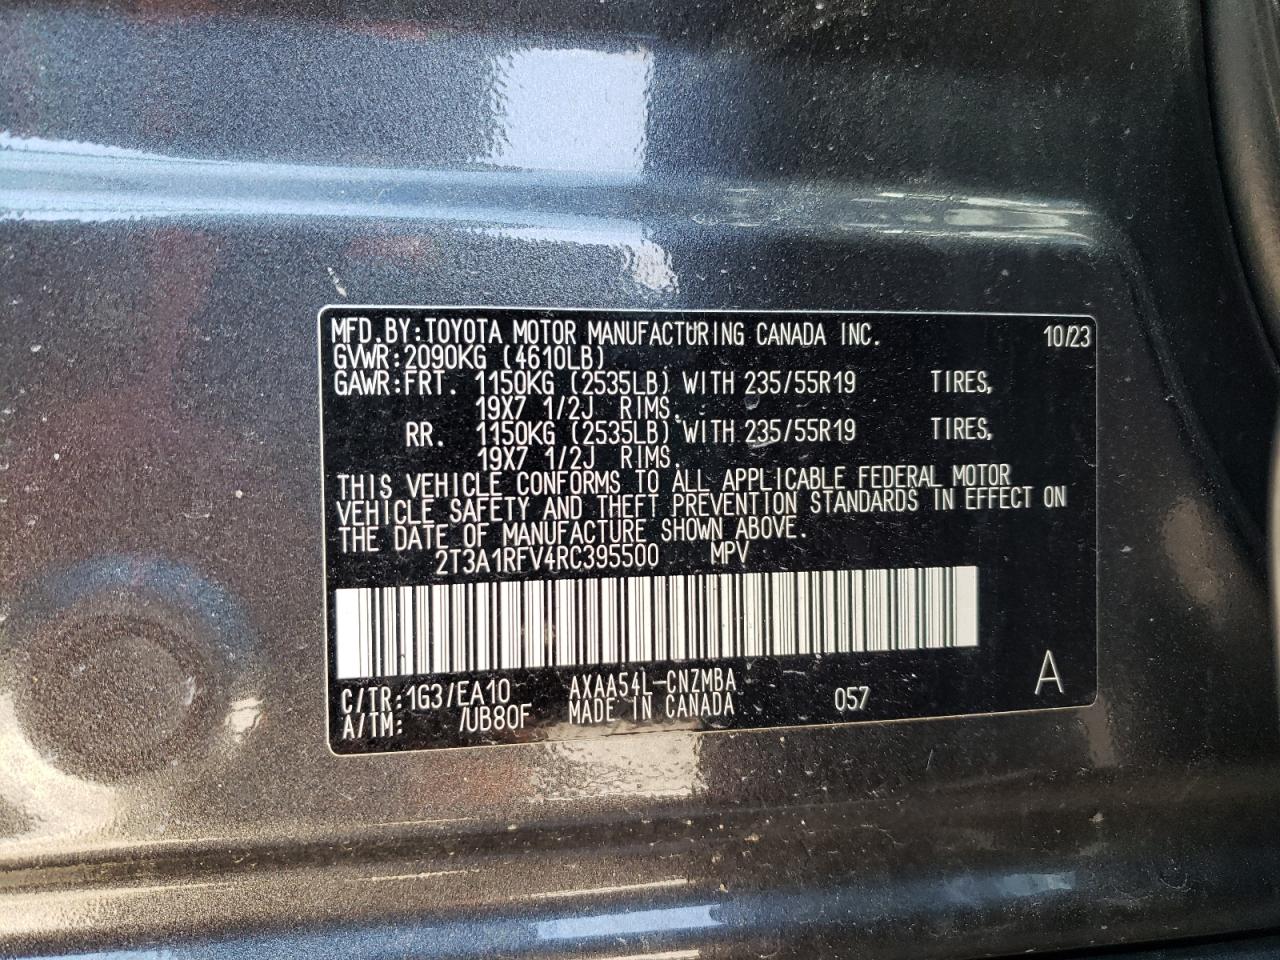 MFD.BY:TOYOTA MOTOR MANUFACTURING CANADA INC. 10/23
GVWR:2090KG (4610LB)
GAWR:FRT. 1150KG (2535LB) WITH 235/55R19 TIRES,
19X7 1/2J RIMS.
RR. 1150KG (2535LB) WITH 235/55R19 TIRES,
19X7 1/2J RIMS.
THIS VEHICLE CONFORMS TO ALL APPLICABLE FEDERAL MOTOR
VEHICLE SAFETY AND THEFT PREVENTION STANDARDS IN EFFECT ON
THE DATE OF MANUFACTURE SHOWN ABOVE.
2T3A1RFV4RC395500 MPV
C/TR:1G3/EA10 AXAA54L-CNZMBA 057 A
A/TM: /UB80F MADE IN CANADA